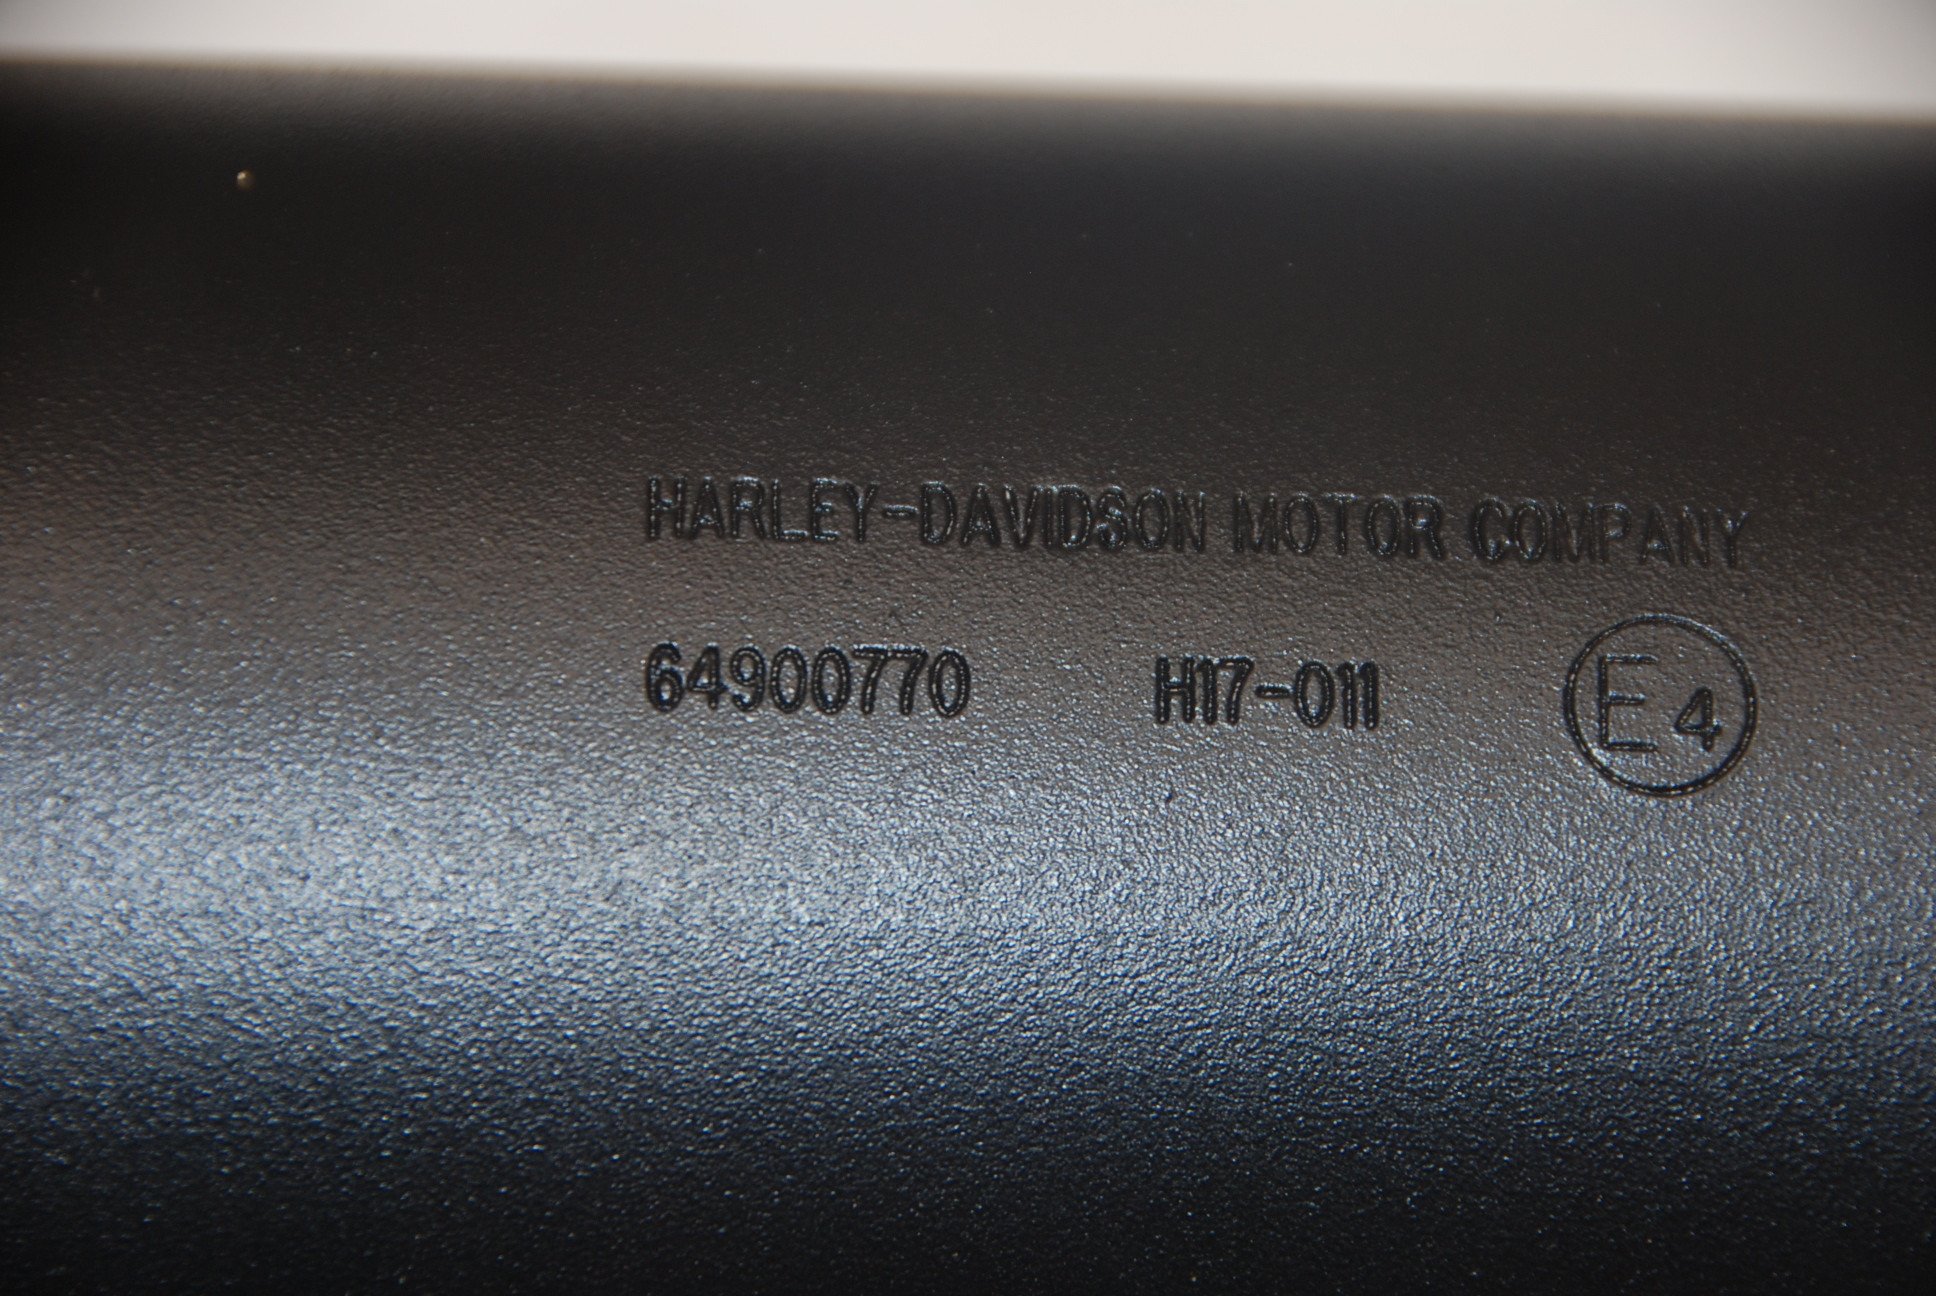 HARLEY-DAVIDSON MOTOR COMPANY
64900770 H17-011 E4